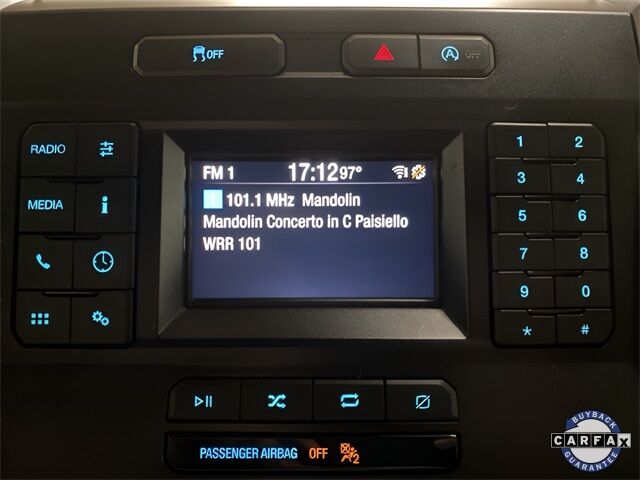 OFF
A OFF
RADIO
MEDIA
i
FM 1 17:12 97°
1 101.1 MHz Mandolin
Mandolin Concerto in C Paisiello
WRR 101
1 2
3 4
5 6
7 8
9 0
* #
PASSENGER AIRBAG OFF 2
BUYBACK
CARFAX
GUARANTEE